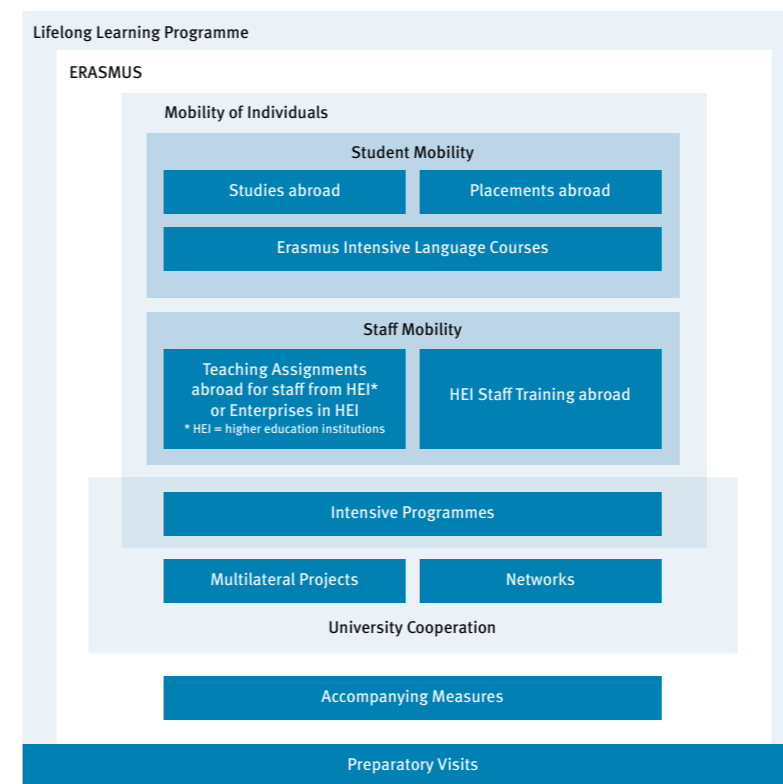 Lifelong Learning Programme
ERASMUS
Mobility of Individuals
Student Mobility
Studies abroad
Placements abroad
Erasmus Intensive Language Courses
Staff Mobility
Teaching Assignments
abroad for staff from HEI*
or Enterprises in HEI
* HEI = higher education institutions
HEI Staff Training abroad
Intensive Programmes
Multilateral Projects
Networks
University Cooperation
Accompanying Measures
Preparatory Visits